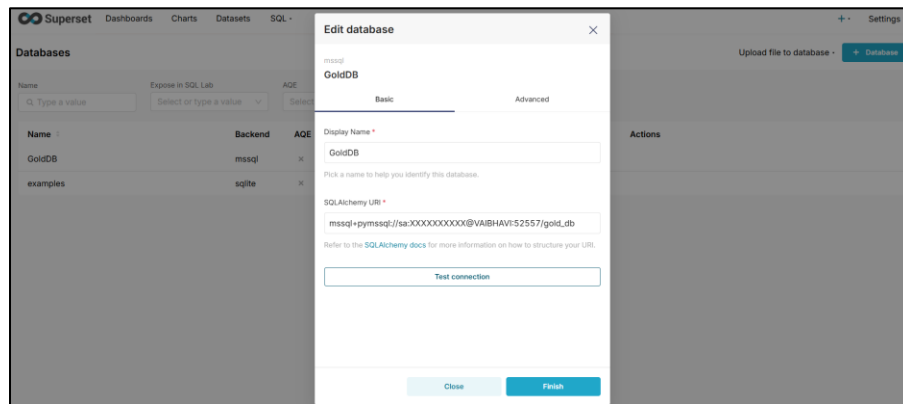 Superset Dashboards Charts Datasets SQL Settings
Databases
Upload file to database + Database
Name Expose in SQL Lab AQE
Type a value Select or type a value Select
Name Backend AQE Actions
GoldDB mssql
examples sqlite
Edit database
mssql
GoldDB
Basic Advanced
Display Name *
GoldDB
Pick a name to help you identify this database.
SQLAlchemy URI *
mssql+pymssql://sa:XXXXXXXXXX@VAIBHAVI:52557/gold_db
Refer to the SQLAlchemy docs for more information on how to structure your URI.
Test connection
Close Finish